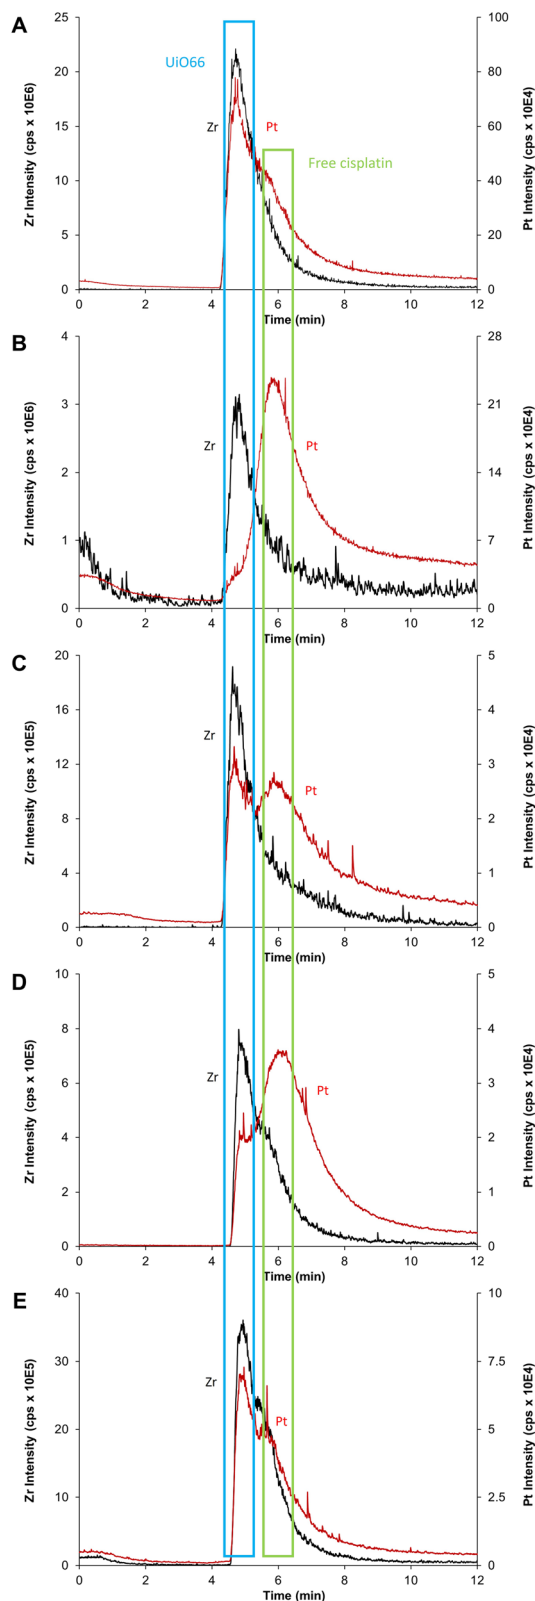 A
UiO66
Zr
Pt
Free cisplatin
Zr Intensity (cps x 10E6)
25
20
15
10
5
0
Pt Intensity (cps x 10E4)
100
80
60
40
20
0
0 2 4 6 8 10 12
Time (min)
B
Zr
Pt
Zr Intensity (cps x 10E6)
4
3
2
1
0
Pt Intensity (cps x 10E4)
28
21
14
7
0
0 2 4 6 8 10 12
Time (min)
C
Zr
Pt
Zr Intensity (cps x 10E5)
20
16
12
8
4
0
Pt Intensity (cps x 10E4)
5
4
3
2
1
0
0 2 4 6 8 10 12
Time (min)
D
Zr
Pt
Zr Intensity (cps x 10E5)
10
8
6
4
2
0
Pt Intensity (cps x 10E4)
5
4
3
2
1
0
0 2 4 6 8 10 12
Time (min)
E
Zr
Pt
Zr Intensity (cps x 10E5)
40
30
20
10
0
Pt Intensity (cps x 10E4)
10
7.5
5
2.5
0
0 2 4 6 8 10 12
Time (min)